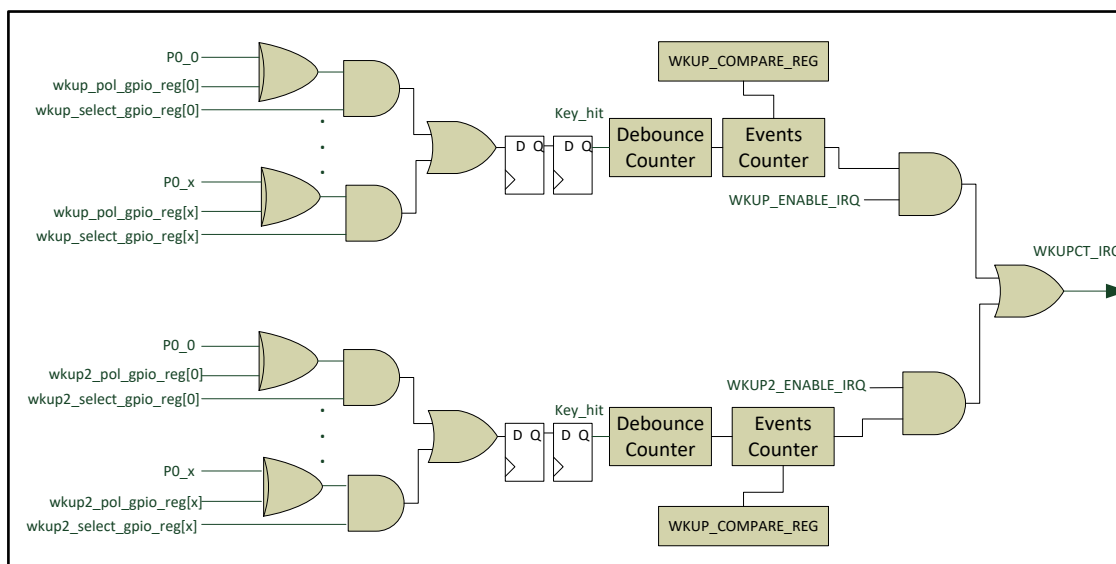 P0_0
wkup_pol_gpio_reg[0]
wkup_select_gpio_reg[0]
P0_x
wkup_pol_gpio_reg[x]
wkup_select_gpio_reg[x]
D Q
D Q
Key_hit
Debounce
Counter
WKUP_COMPARE_REG
Events
Counter
WKUP_ENABLE_IRQ
WKUPCT_IRQ
P0_0
wkup2_pol_gpio_reg[0]
wkup2_select_gpio_reg[0]
P0_x
wkup2_pol_gpio_reg[x]
wkup2_select_gpio_reg[x]
D Q
D Q
Key_hit
Debounce
Counter
WKUP2_ENABLE_IRQ
Events
Counter
WKUP_COMPARE_REG